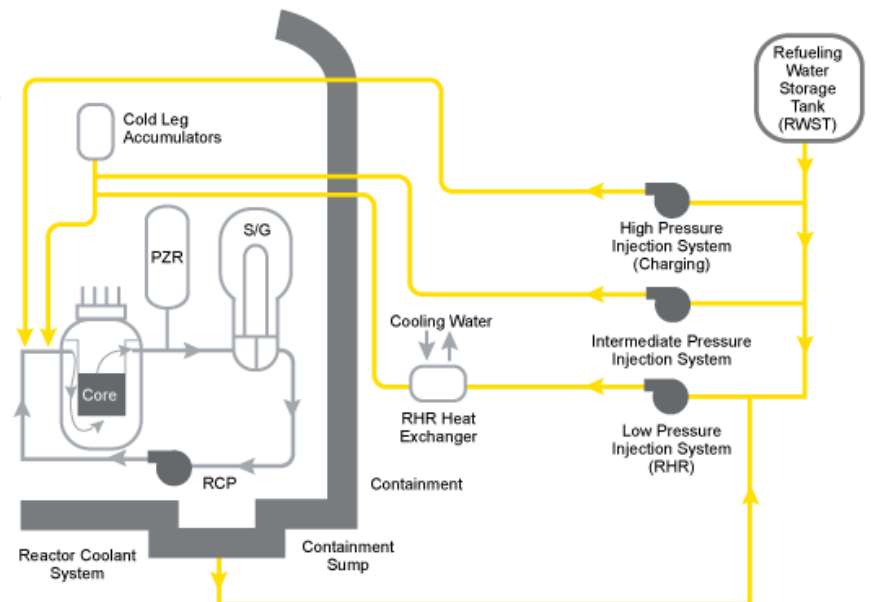 Refueling
Water
Storage
Tank
(RWST)
Cold Leg
Accumulators
High Pressure
Injection System
(Charging)
PZR
S/G
Cooling Water
Intermediate Pressure
Injection System
Core
RHR Heat
Exchanger
Low Pressure
Injection System
(RHR)
RCP
Containment
Reactor Coolant
System
Containment
Sump